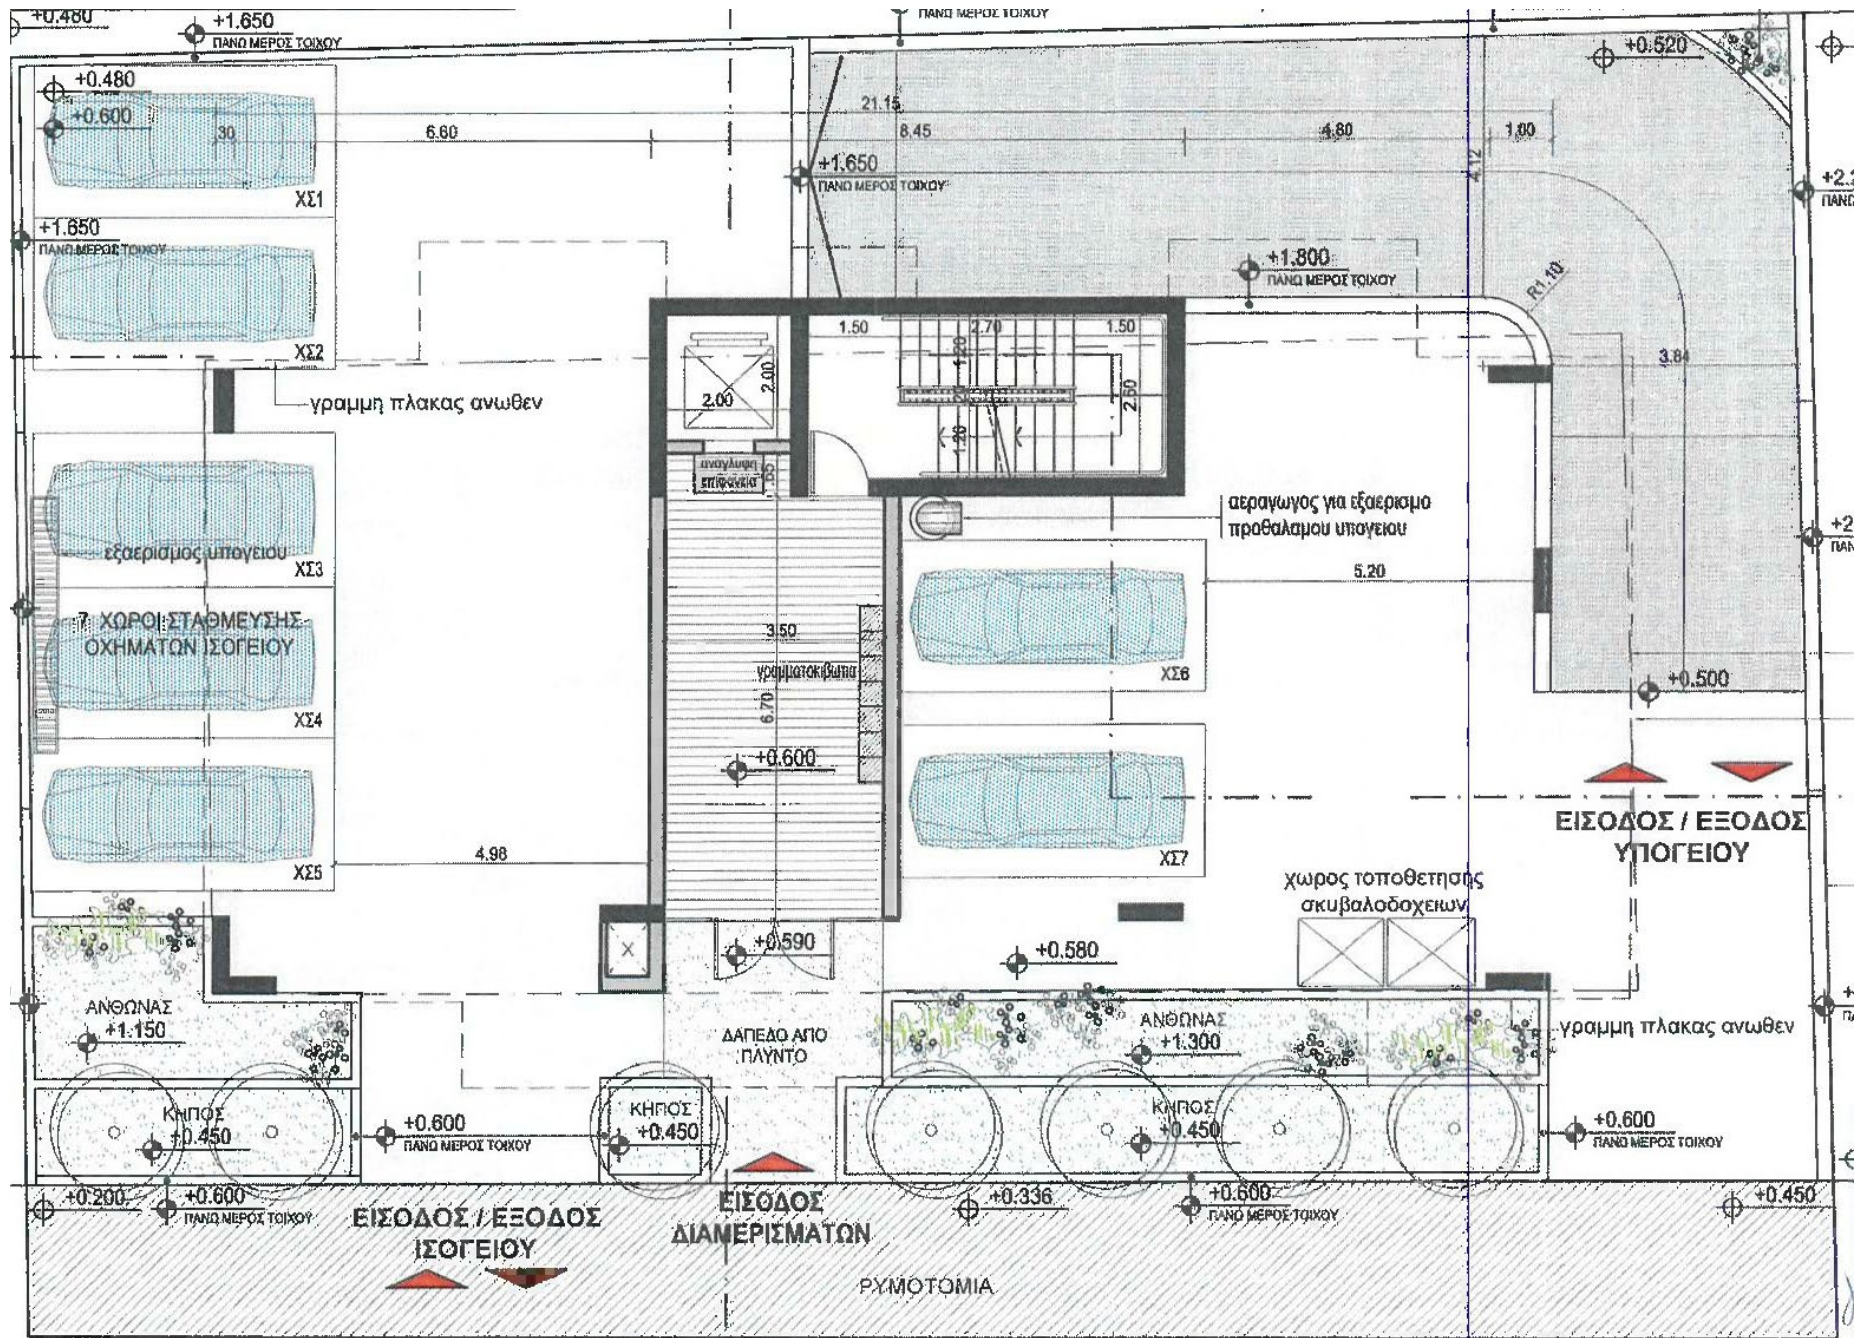 +0.480
+1.650
ΠΑΝΩ ΜΕΡΟΣ ΤΟΙΧΟΥ
ΠΑΝΩ ΜΕΡΟΣ ΤΟΙΧΟΥ
+0.520
+0.480
+0.600
21.15
30
6.60
8.45
4.80
1.00
ΧΣ1
+1.650
ΠΑΝΩ ΜΕΡΟΣ ΤΟΙΧΟΥ
4.12
+1.650
ΠΑΝΩ ΜΕΡΟΣ ΤΟΙΧΟΥ
+1.800
ΠΑΝΩ ΜΕΡΟΣ ΤΟΙΧΟΥ
R1.10
ΧΣ2
1.50
2.70
1.50
1.20
20
1.20
2.60
2.00
2.00
3.84
γραμμη πλακας ανωθεν
αναγλυφη
επιφανεια
αεραγωγος για εξαερισμο
προθαλαμου υπογειου
εξαερισμος υπογειου
ΧΣ3
5.20
7 ΧΩΡΟΙ ΣΤΑΘΜΕΥΣΗΣ
ΟΧΗΜΑΤΩΝ ΙΣΟΓΕΙΟΥ
3.50
γραμματοκιβωτια
6.70
ΧΣ6
+0.500
ΧΣ4
+0.600
ΕΙΣΟΔΟΣ / ΕΞΟΔΟΣ
ΥΠΟΓΕΙΟΥ
4.98
ΧΣ5
ΧΣ7
χωρος τοποθετησης
σκυβαλοδοχειων
X
+0.590
+0.580
ΑΝΘΩΝΑΣ
+1.150
ΔΑΠΕΔΟ ΑΠΟ
ΠΛΥΝΤΟ
ΑΝΘΩΝΑΣ
+1.300
γραμμη πλακας ανωθεν
ΚΗΠΟΣ
+0.450
+0.600
ΠΑΝΩ ΜΕΡΟΣ ΤΟΙΧΟΥ
ΚΗΠΟΣ
+0.450
ΚΗΠΟΣ
+0.450
+0.600
ΠΑΝΩ ΜΕΡΟΣ ΤΟΙΧΟΥ
+0.200
+0.600
ΠΑΝΩ ΜΕΡΟΣ ΤΟΙΧΟΥ
+0.336
+0.600
ΠΑΝΩ ΜΕΡΟΣ ΤΟΙΧΟΥ
+0.450
ΕΙΣΟΔΟΣ / ΕΞΟΔΟΣ
ΙΣΟΓΕΙΟΥ
ΕΙΣΟΔΟΣ
ΔΙΑΜΕΡΙΣΜΑΤΩΝ
ΡΥΜΟΤΟΜΙΑ